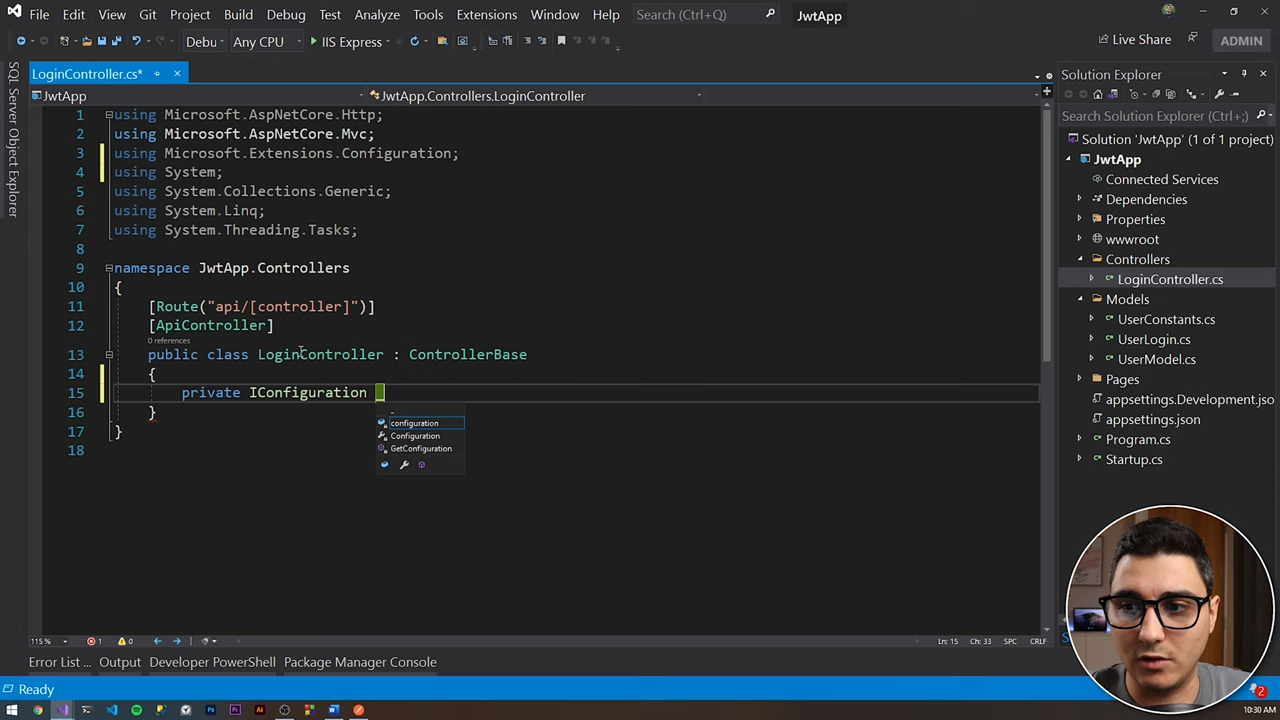 File Edit View Git Project Build Debug Test Analyze Tools Extensions Window Help Search (Ctrl+Q) JwtApp
Debu Any CPU IIS Express Live Share ADMIN
SQL Server Object Explorer
LoginController.cs*
JwtApp JwtApp.Controllers.LoginController
1 using Microsoft.AspNetCore.Http;
2 using Microsoft.AspNetCore.Mvc;
3 using Microsoft.Extensions.Configuration;
4 using System;
5 using System.Collections.Generic;
6 using System.Linq;
7 using System.Threading.Tasks;
8
9 namespace JwtApp.Controllers
10 {
11 [Route("api/[controller]")]
12 [ApiController]
0 references
13 public class LoginController : ControllerBase
14 {
15 private IConfiguration _
16 }
17 }
18
_
configuration
Configuration
GetConfiguration
Solution Explorer
Search Solution Explorer (Ctrl+;)
Solution 'JwtApp' (1 of 1 project)
JwtApp
Connected Services
Dependencies
Properties
wwwroot
Controllers
LoginController.cs
Models
UserConstants.cs
UserLogin.cs
UserModel.cs
Pages
appsettings.Development.jso
appsettings.json
Program.cs
Startup.cs
115 % 1 0 Ln: 15 Ch: 33 SPC CRLF
Error List ... Output Developer PowerShell Package Manager Console
Ready 2
10:30 AM